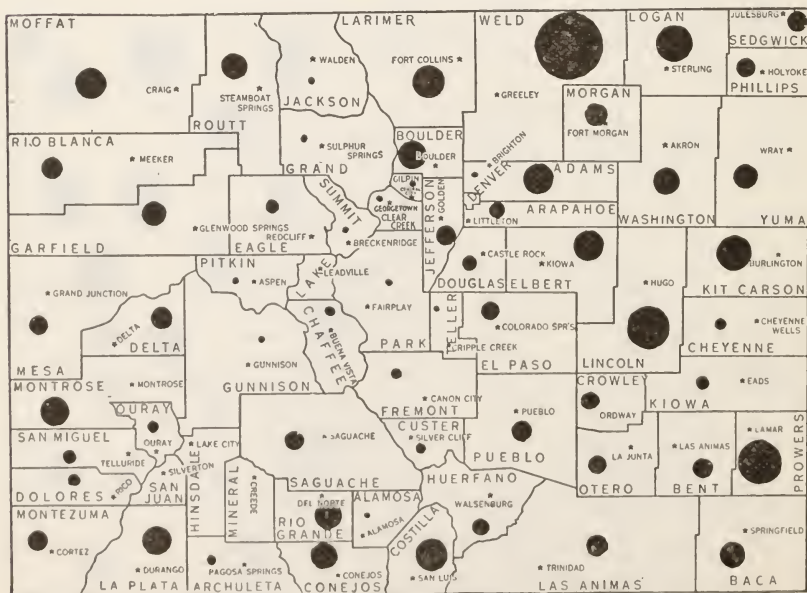 MOFFAT
LARIMER
WELD
LOGAN
JULESBURG
SEDGWICK
CRAIG
STEAMBOAT
SPRINGS
WALDEN
FORT COLLINS
STERLING
HOLYOKE
PHILLIPS
ROUTT
JACKSON
GREELEY
MORGAN
FORT MORGAN
RIO BLANCA
MEEKER
SULPHUR
SPRINGS
GRAND
BOULDER
BOULDER
BRIGHTON
AKRON
WRAY
GILPIN
DENVER
ADAMS
SUMMIT
GEORGETOWN
CLEAR
CREEK
GOLDEN
JEFFERSON
LITTLETON
ARAPAHOE
WASHINGTON
YUMA
GLENWOOD SPRINGS
REDCLIFF
BRECKENRIDGE
GARFIELD
EAGLE
PITKIN
ASPEN
LAKE
LEADVILLE
CASTLE ROCK
KIOWA
HUGO
BURLINGTON
GRAND JUNCTION
FAIRPLAY
DOUGLAS
ELBERT
KIT CARSON
DELTA
DELTA
CHAFFEE
BUENA VISTA
TELLER
COLORADO SPR'S
CHEYENNE
WELLS
CRIPPLE CREEK
MESA
GUNNISON
PARK
EL PASO
LINCOLN
CHEYENNE
MONTROSE
MONTROSE
GUNNISON
CROWLEY
EADS
OURAY
CANON CITY
FREMONT
ORDWAY
KIOWA
SAN MIGUEL
OURAY
LAKE CITY
SAGUACHE
CUSTER
SILVER CLIFF
PUEBLO
PUEBLO
LA JUNTA
LAS ANIMAS
LAMAR
PROWERS
TELLURIDE
SILVERTON
DOLORES
RICO
SAN
JUAN
HINSDALE
MINERAL
CREEDE
SAGUACHE
DEL NORTE
ALAMOSA
HUERFANO
WALSENBURG
OTERO
BENT
MONTEZUMA
RIO
GRANDE
ALAMOSA
COSTILLA
SPRINGFIELD
CORTEZ
DURANGO
PAGOSA SPRINGS
CONEJOS
SAN LUIS
TRINIDAD
LA PLATA
ARCHULETA
CONEJOS
LAS ANIMAS
BACA